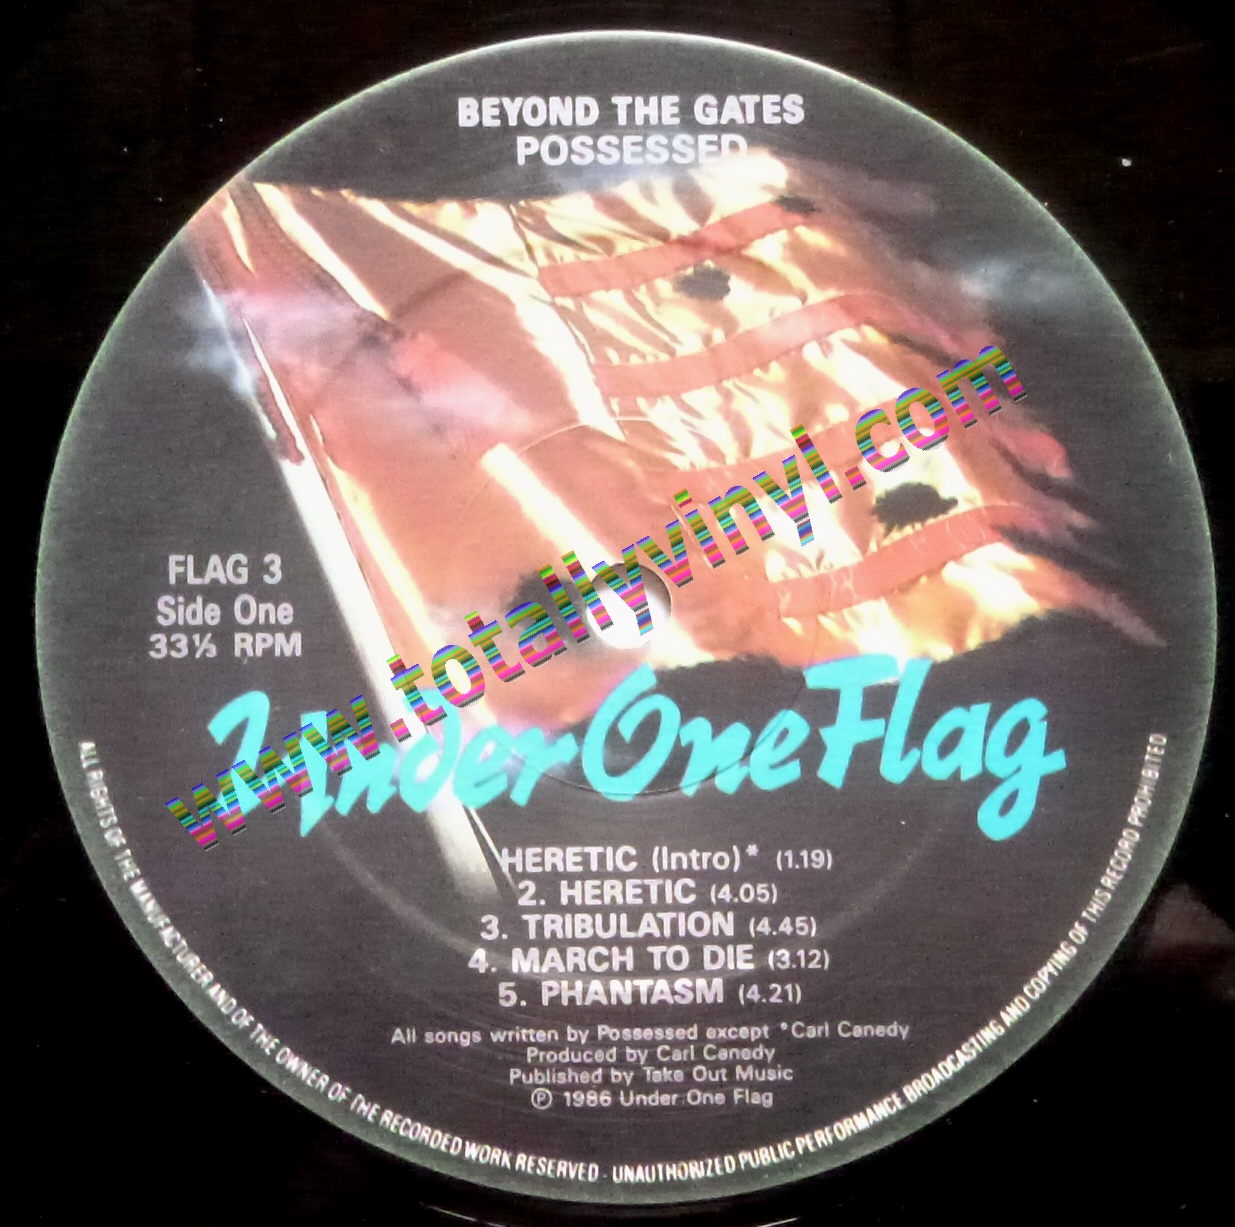 BEYOND THE GATES
POSSESSED
FLAG 3
Side One
33⅓ RPM
Under One Flag
www.totallyvinyl.com
HERETIC (Intro)* (1.19)
2. HERETIC (4.05)
3. TRIBULATION (4.45)
4. MARCH TO DIE (3.12)
5. PHANTASM (4.21)
All songs written by Possessed except *Carl Canedy
Produced by Carl Canedy
Published by Take Out Music
℗ 1986 Under One Flag
ALL RIGHTS OF THE MANUFACTURER AND OF THE OWNER OF THE RECORDED WORK RESERVED - UNAUTHORIZED PUBLIC PERFORMANCE BROADCASTING AND COPYING OF THIS RECORD PROHIBITED